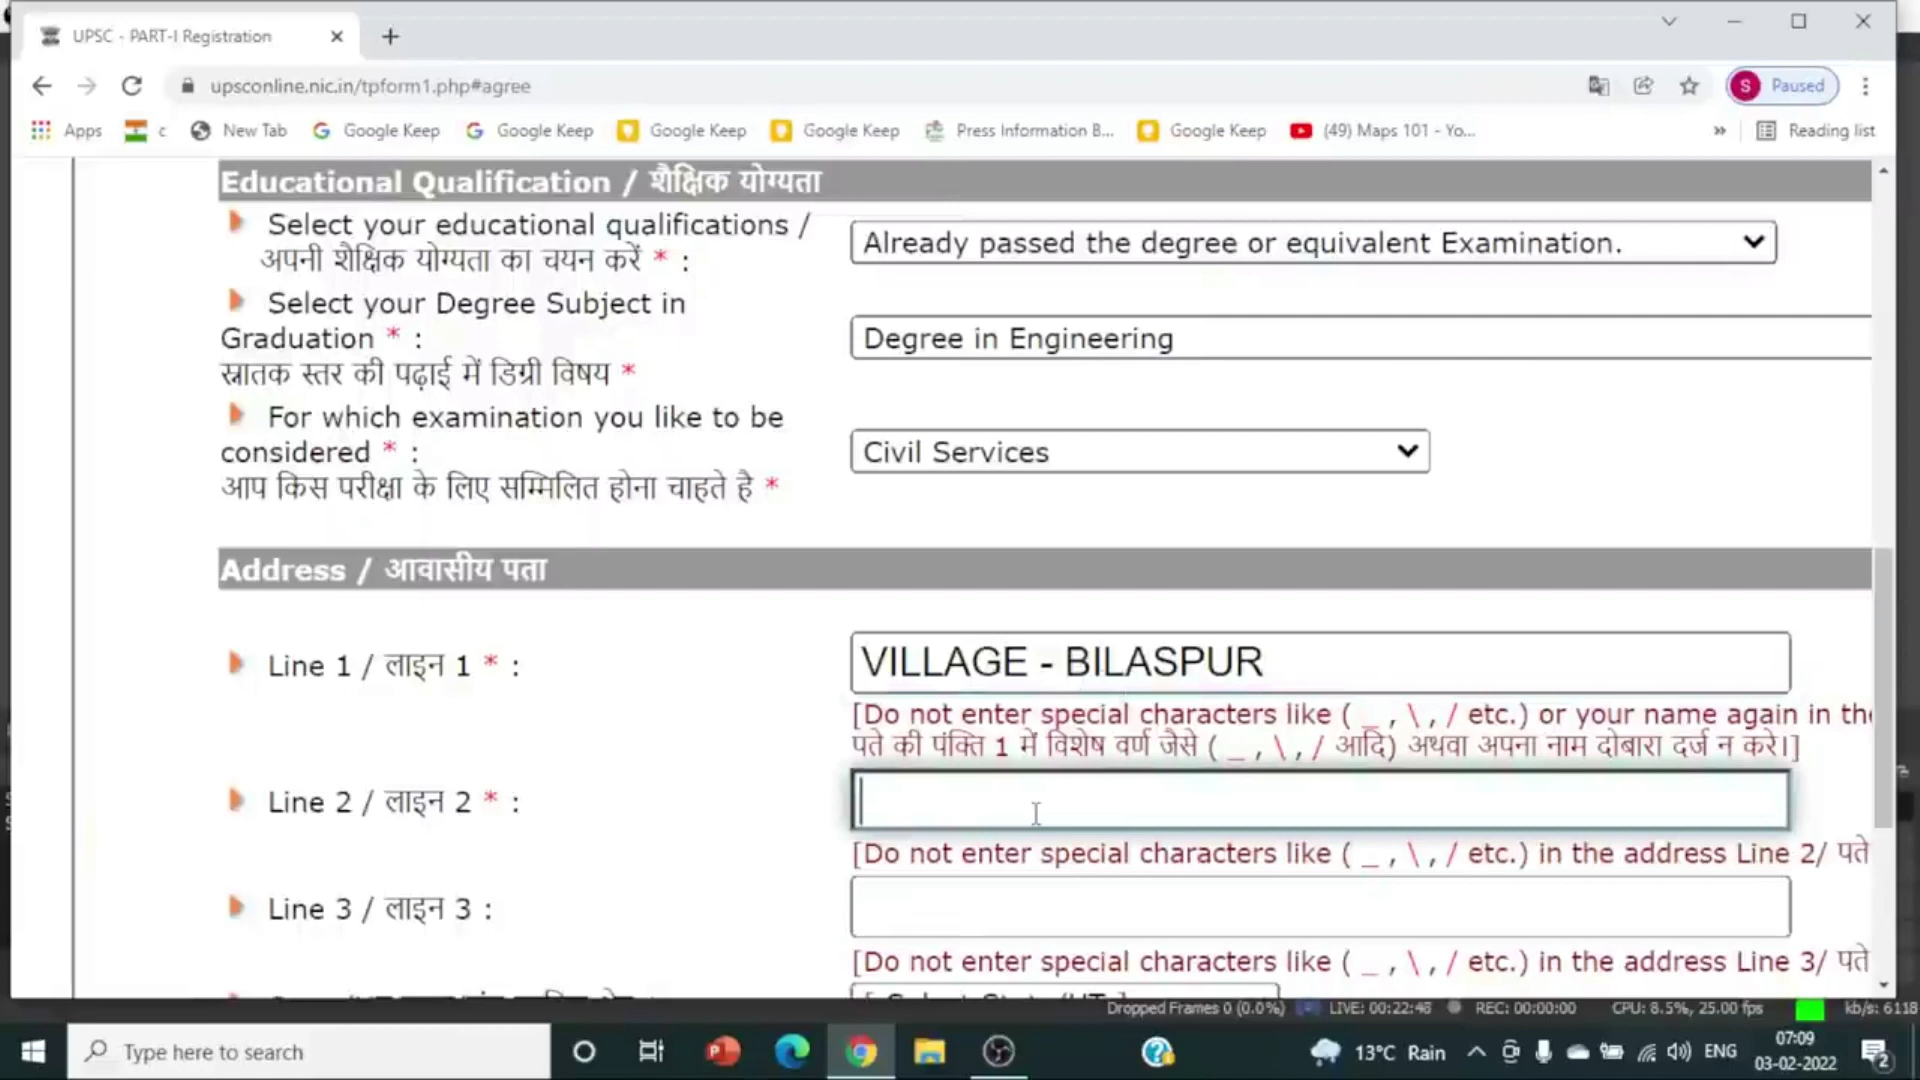 UPSC - PART-I Registration
upsconline.nic.in/tpform1.php#agree
S Paused
Apps c New Tab Google Keep Google Keep Google Keep Google Keep Press Information B... Google Keep (49) Maps 101 - Yo... » Reading list
Educational Qualification / शैक्षिक योग्यता
Select your educational qualifications /
अपनी शैक्षिक योग्यता का चयन करें * :
Already passed the degree or equivalent Examination.
Select your Degree Subject in
Graduation * :
स्नातक स्तर की पढ़ाई में डिग्री विषय *
Degree in Engineering
For which examination you like to be
considered * :
आप किस परीक्षा के लिए सम्मिलित होना चाहते है *
Civil Services
Address / आवासीय पता
Line 1 / लाइन 1 * :
VILLAGE - BILASPUR
[Do not enter special characters like ( _ , \ , / etc.) or your name again in the
पते की पंक्ति 1 में विशेष वर्ण जैसे ( _ , \ , / आदि) अथवा अपना नाम दोबारा दर्ज न करे।]
Line 2 / लाइन 2 * :
[Do not enter special characters like ( _ , \ , / etc.) in the address Line 2/ पते
Line 3 / लाइन 3 :
[Do not enter special characters like ( _ , \ , / etc.) in the address Line 3/ पते
Dropped Frames 0 (0.0%) LIVE: 00:22:48 REC: 00:00:00 CPU: 8.5%, 25.00 fps kb/s: 6118
Type here to search
13°C Rain
ENG
07:09
03-02-2022
2